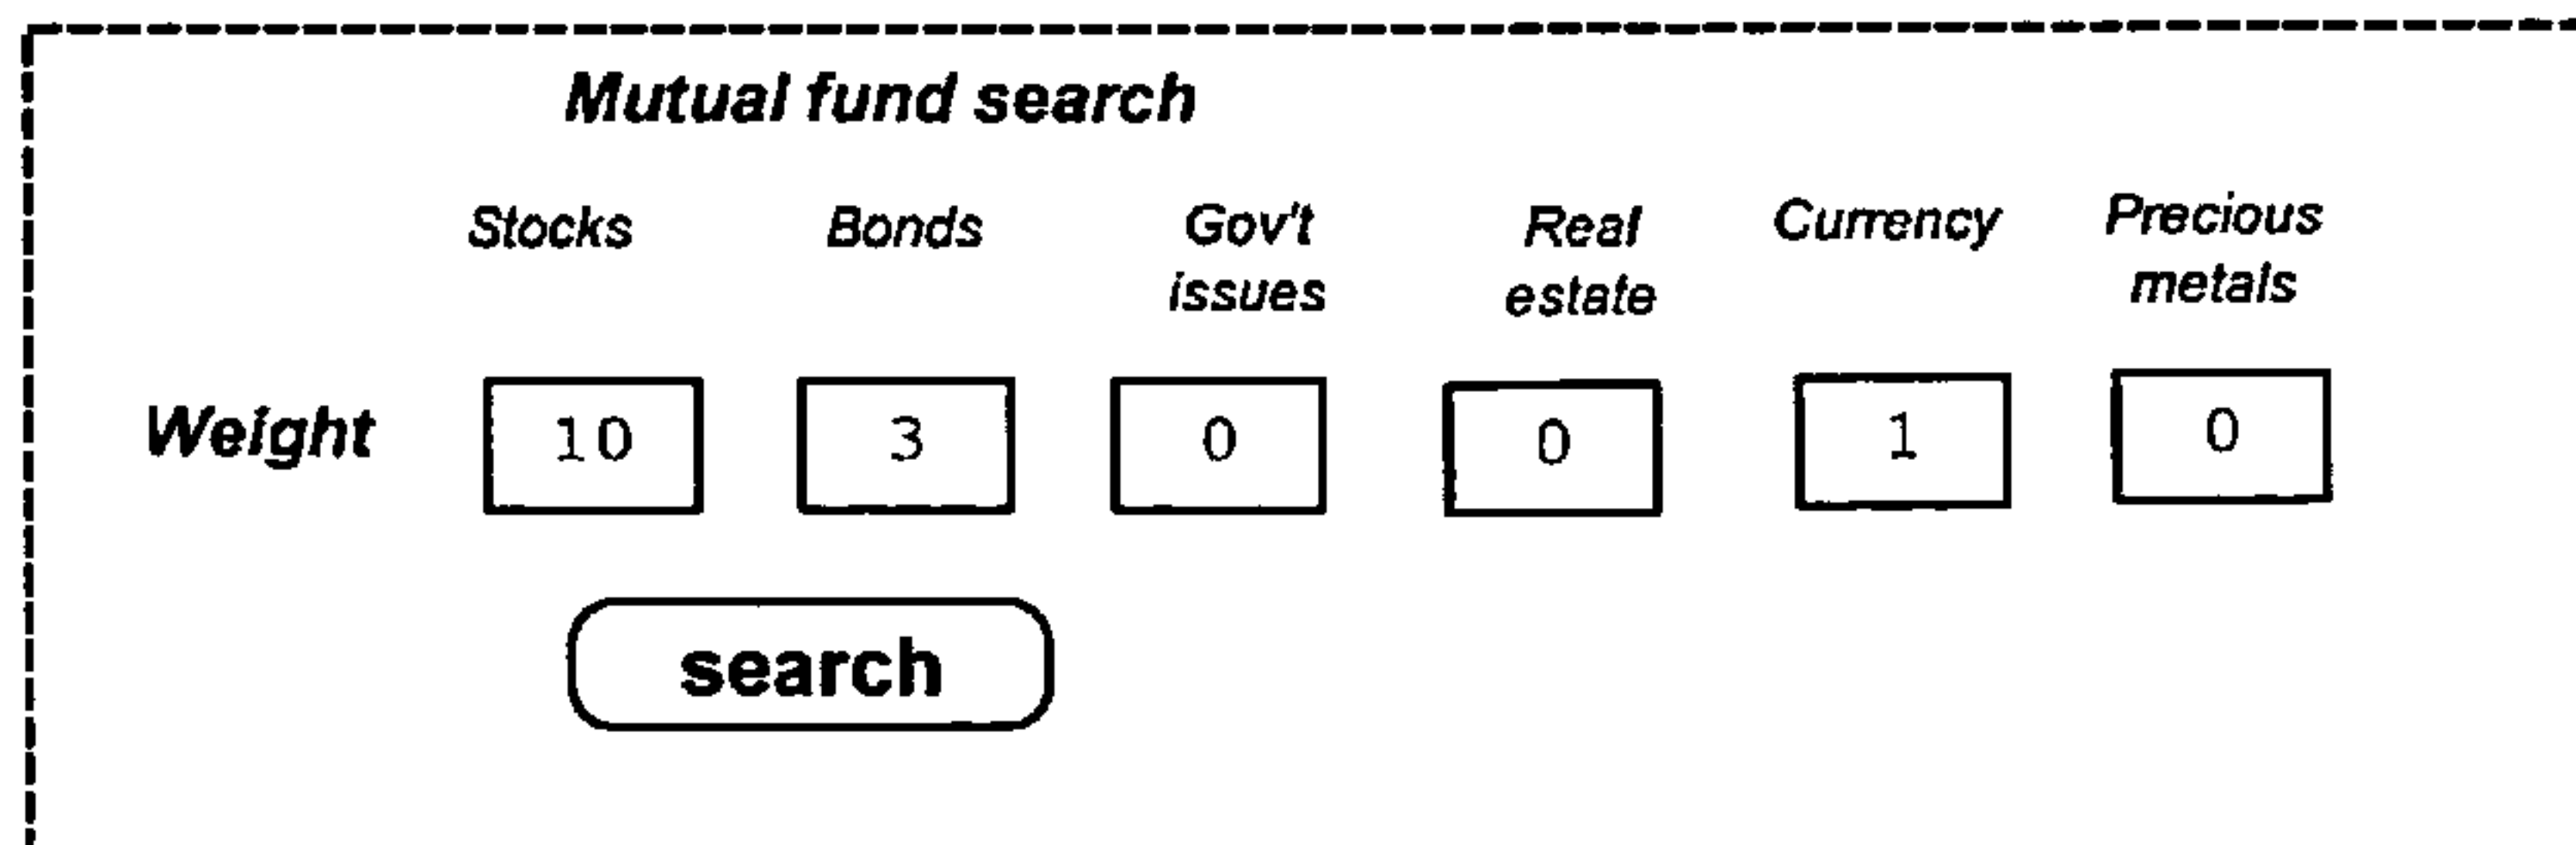 Mutual fund search
Stocks Bonds Gov't issues Real estate Currency Precious metals
Weight 10 3 0 0 1 0
search